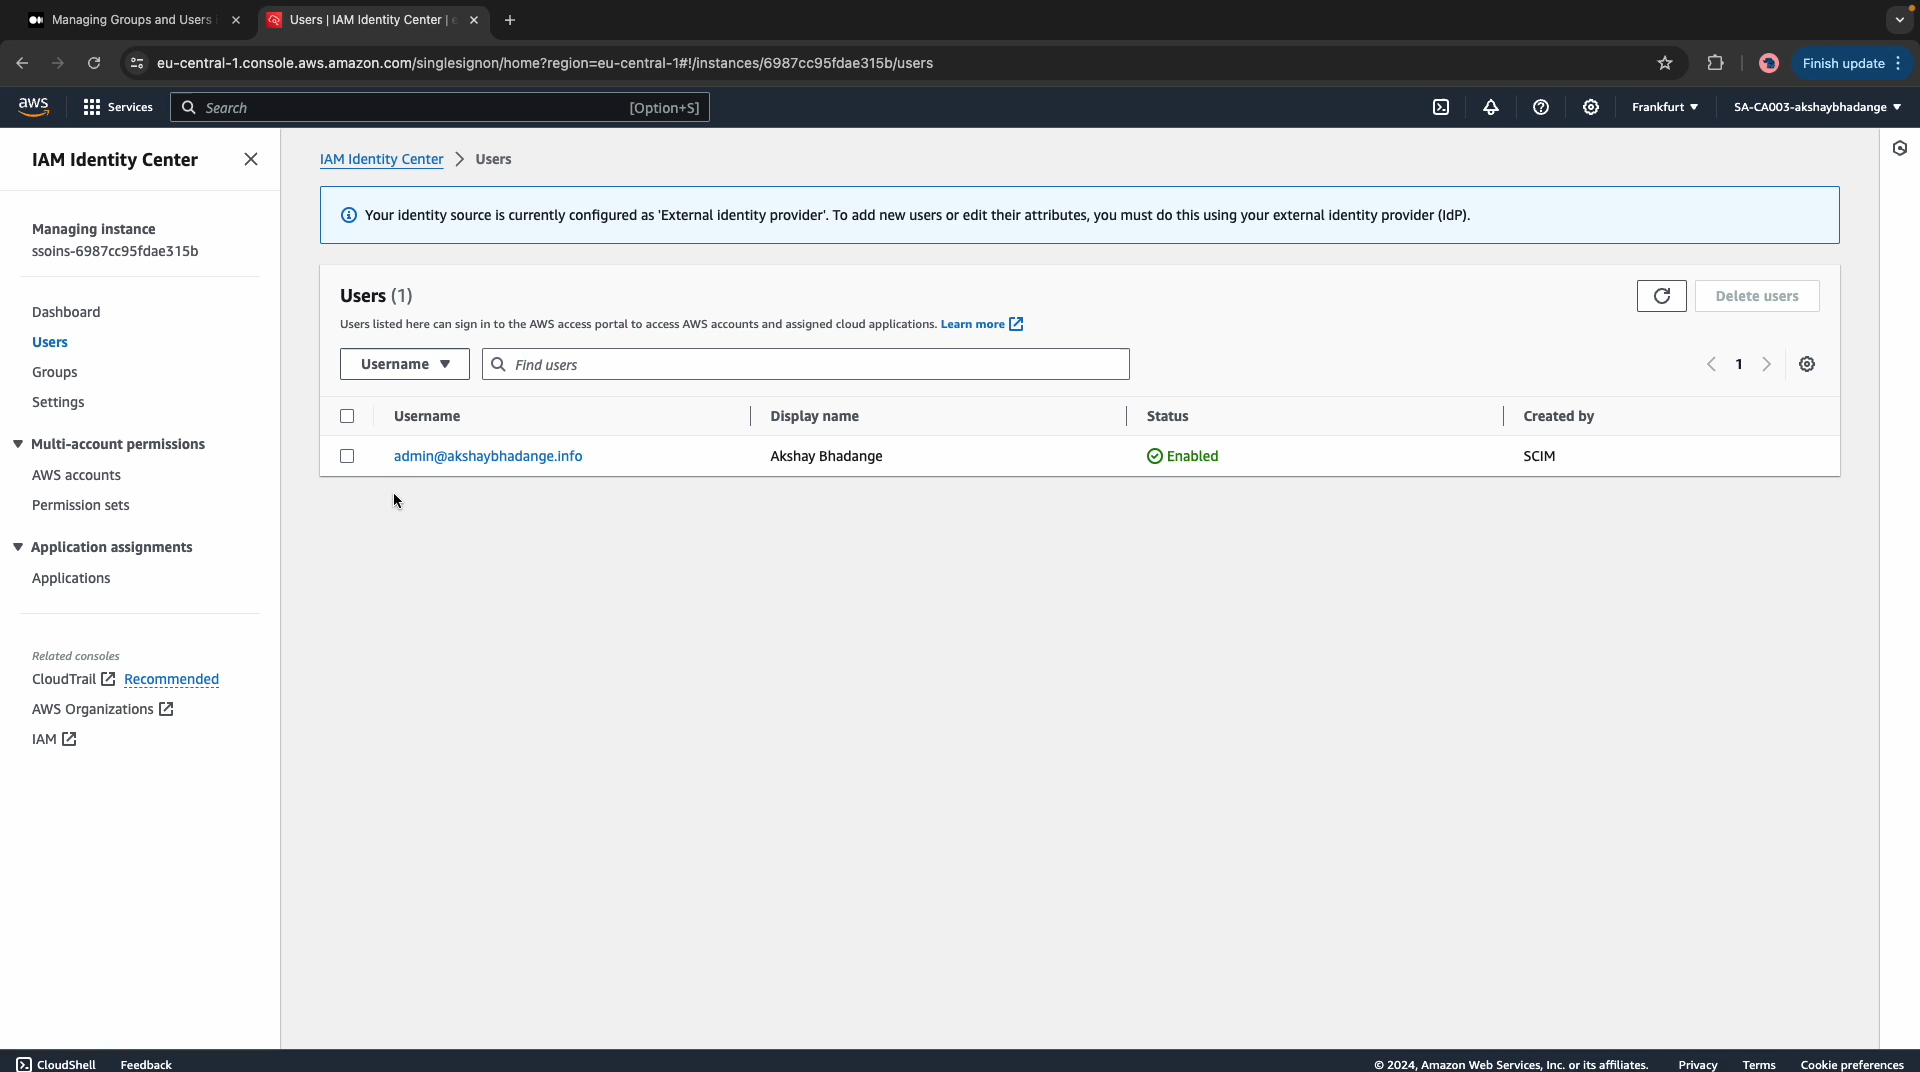 Managing Groups and Users
Users | IAM Identity Center |
eu-central-1.console.aws.amazon.com/singlesignon/home?region=eu-central-1#!/instances/6987cc95fdae315b/users
Finish update
aws
Services
Search
[Option+S]
Frankfurt
SA-CA003-akshaybhadange
IAM Identity Center
Managing instance
ssoins-6987cc95fdae315b
Dashboard
Users
Groups
Settings
Multi-account permissions
AWS accounts
Permission sets
Application assignments
Applications
Related consoles
CloudTrail Recommended
AWS Organizations
IAM
IAM Identity Center > Users
Your identity source is currently configured as 'External identity provider'. To add new users or edit their attributes, you must do this using your external identity provider (IdP).
Users (1)
Delete users
Users listed here can sign in to the AWS access portal to access AWS accounts and assigned cloud applications. Learn more
Username
Find users
1
Username Display name Status Created by
admin@akshaybhadange.info Akshay Bhadange Enabled SCIM
CloudShell Feedback © 2024, Amazon Web Services, Inc. or its affiliates. Privacy Terms Cookie preferences